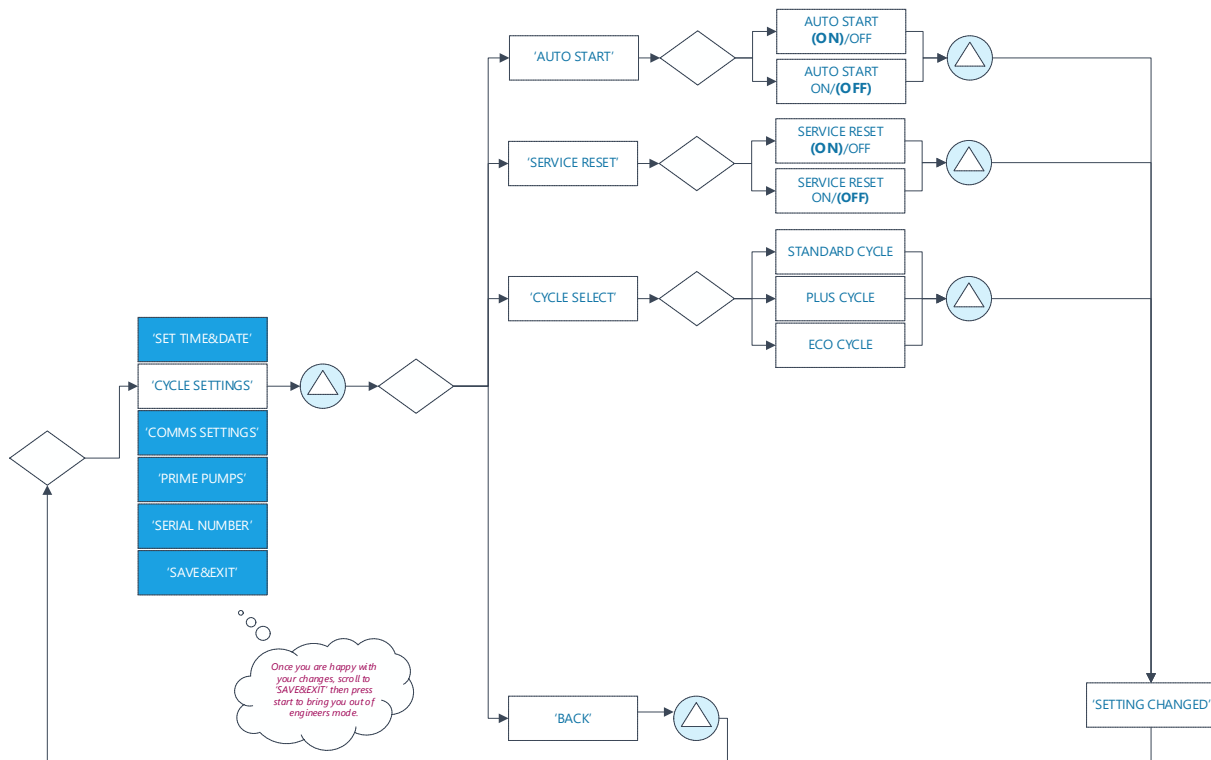 'AUTO START'
AUTO START
(ON)/OFF
AUTO START
ON/(OFF)
'SERVICE RESET'
SERVICE RESET
(ON)/OFF
SERVICE RESET
ON/(OFF)
'CYCLE SELECT'
STANDARD CYCLE
PLUS CYCLE
ECO CYCLE
'SET TIME&DATE'
'CYCLE SETTINGS'
'COMMS SETTINGS'
'PRIME PUMPS'
'SERIAL NUMBER'
'SAVE&EXIT'
Once you are happy with
your changes, scroll to
'SAVE&EXIT' then press
start to bring you out of
engineers mode.
'BACK'
'SETTING CHANGED'